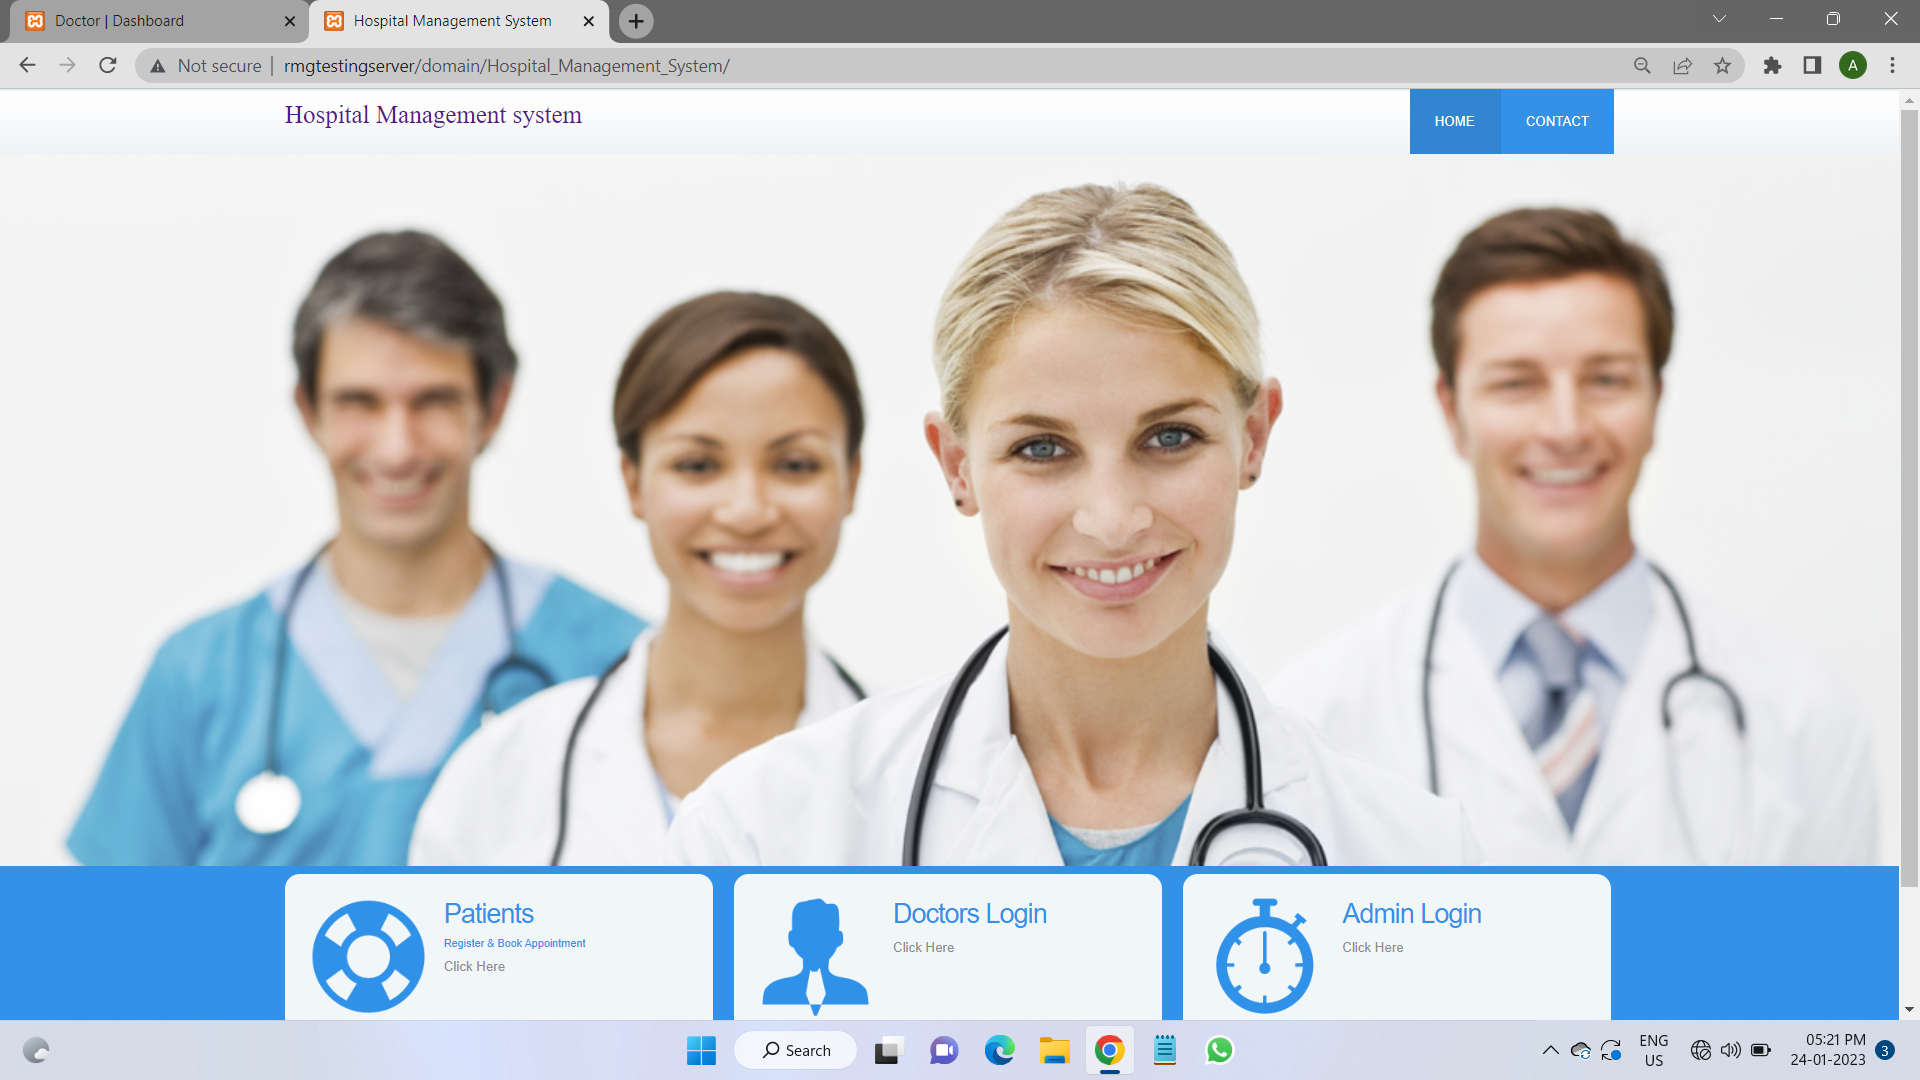 Doctor | Dashboard
Hospital Management System
Not secure | rmgtestingserver/domain/Hospital_Management_System/
A
Hospital Management system
HOME
CONTACT
Patients
Register & Book Appointment
Click Here
Doctors Login
Click Here
Admin Login
Click Here
Search
ENG
US
05:21 PM
24-01-2023
3